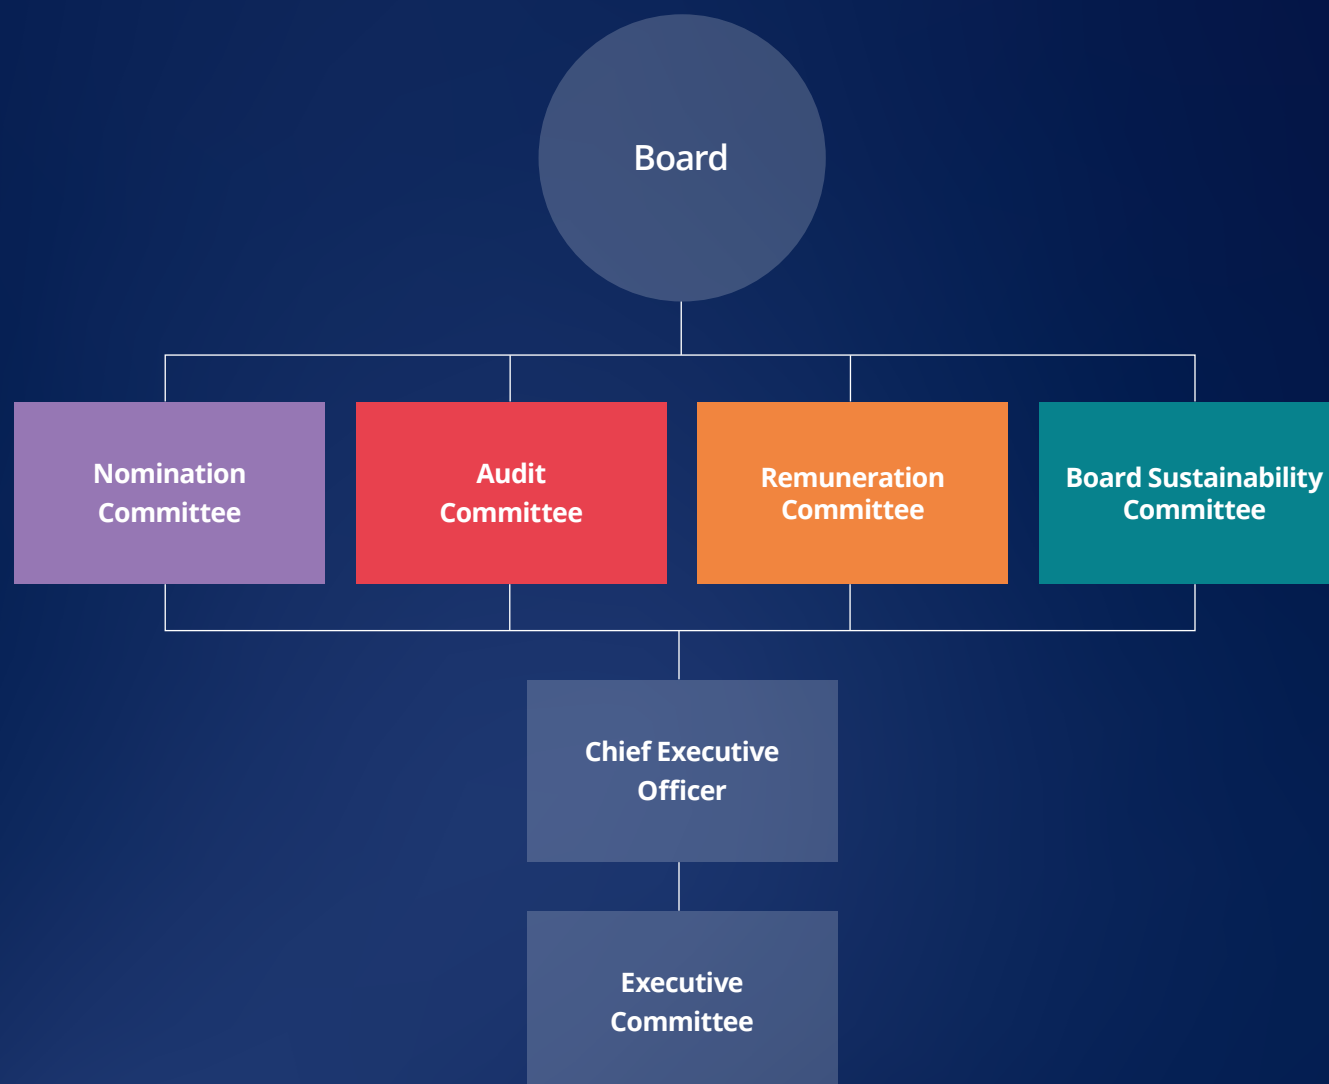 Board
Nomination
Committee
Audit
Committee
Remuneration
Committee
Board Sustainability
Committee
Chief Executive
Officer
Executive
Committee